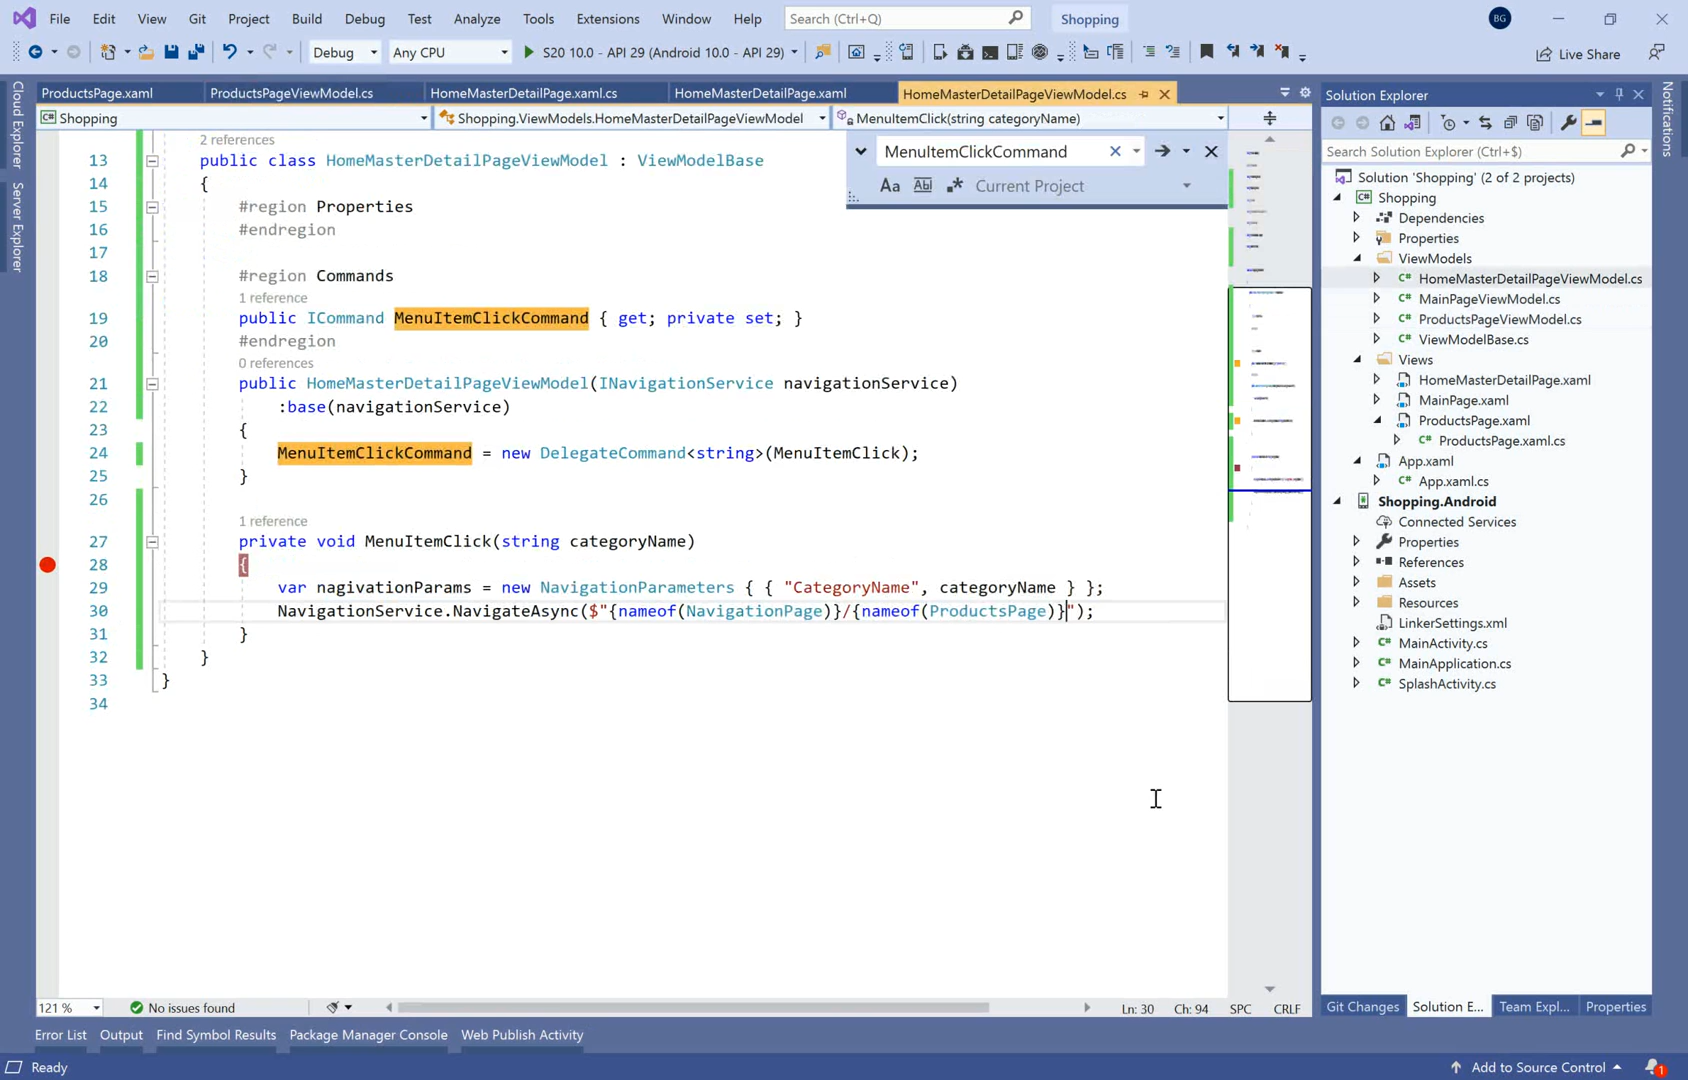 File Edit View Git Project Build Debug Test Analyze Tools Extensions Window Help Search (Ctrl+Q) Shopping BG
Debug Any CPU S20 10.0 - API 29 (Android 10.0 - API 29) Live Share
ProductsPage.xaml ProductsPageViewModel.cs HomeMasterDetailPage.xaml.cs HomeMasterDetailPage.xaml HomeMasterDetailPageViewModel.cs
Shopping Shopping.ViewModels.HomeMasterDetailPageViewModel MenuItemClick(string categoryName)
Cloud Explorer
Server Explorer
MenuItemClickCommand
Aa Current Project
2 references
13 public class HomeMasterDetailPageViewModel : ViewModelBase
14 {
15 #region Properties
16 #endregion
17
18 #region Commands
1 reference
19 public ICommand MenuItemClickCommand { get; private set; }
20 #endregion
0 references
21 public HomeMasterDetailPageViewModel(INavigationService navigationService)
22 :base(navigationService)
23 {
24 MenuItemClickCommand = new DelegateCommand<string>(MenuItemClick);
25 }
26
1 reference
27 private void MenuItemClick(string categoryName)
28 {
29 var nagivationParams = new NavigationParameters { { "CategoryName", categoryName } };
30 NavigationService.NavigateAsync($"{nameof(NavigationPage)}/{nameof(ProductsPage)}");
31 }
32 }
33 }
34
121 % No issues found Ln: 30 Ch: 94 SPC CRLF
Solution Explorer
Search Solution Explorer (Ctrl+$)
Solution 'Shopping' (2 of 2 projects)
Shopping
Dependencies
Properties
ViewModels
HomeMasterDetailPageViewModel.cs
MainPageViewModel.cs
ProductsPageViewModel.cs
ViewModelBase.cs
Views
HomeMasterDetailPage.xaml
MainPage.xaml
ProductsPage.xaml
ProductsPage.xaml.cs
App.xaml
App.xaml.cs
Shopping.Android
Connected Services
Properties
References
Assets
Resources
LinkerSettings.xml
MainActivity.cs
MainApplication.cs
SplashActivity.cs
Git Changes Solution E... Team Expl... Properties
Notifications
Error List Output Find Symbol Results Package Manager Console Web Publish Activity
Ready Add to Source Control 1